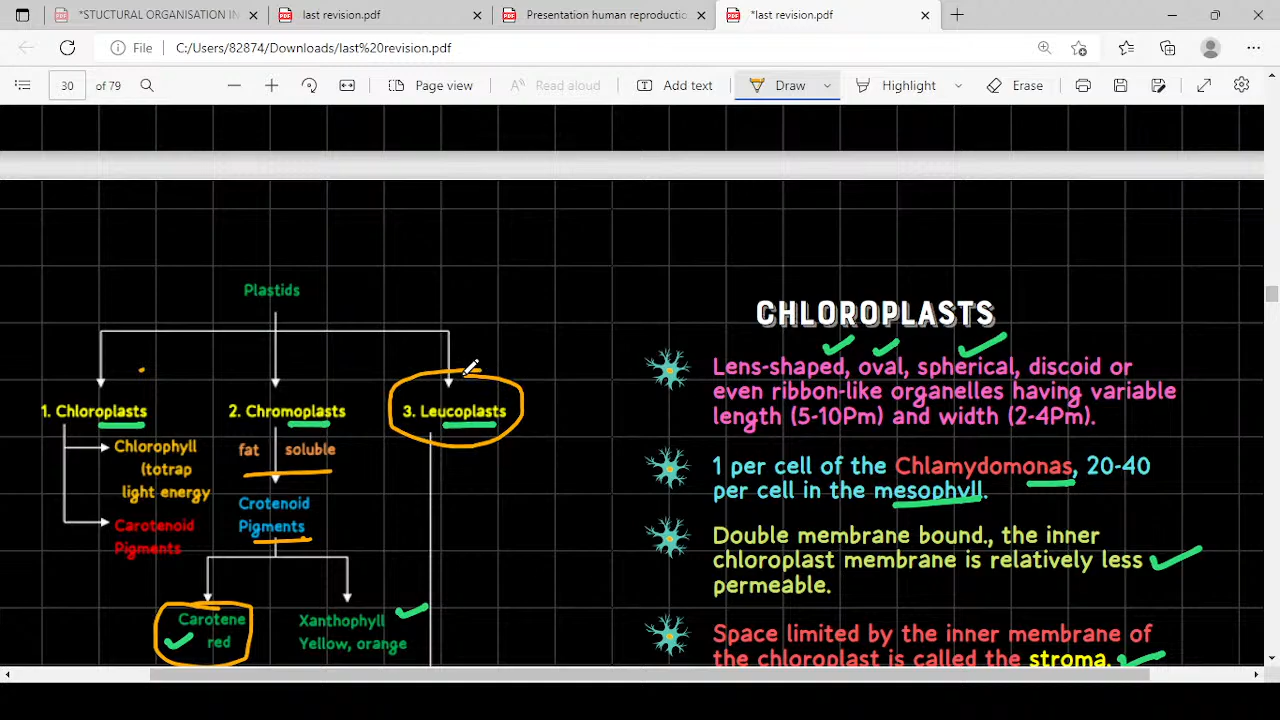 *STUCTURAL ORGANISATION IN
last revision.pdf
Presentation human reproductic
*last revision.pdf
File
C:/Users/82874/Downloads/last%20revision.pdf
30 of 79
Page view
Read aloud
Add text
Draw
Highlight
Erase
Plastids
1. Chloroplasts
2. Chromoplasts
3. Leucoplasts
Chlorophyll
(totrap
light energy
Carotenoid
Pigments
fat soluble
Crotenoid
Pigments
Carotene
red
Xanthophyll
Yellow, orange
CHLOROPLASTS
Lens-shaped, oval, spherical, discoid or
even ribbon-like organelles having variable
length (5-10Pm) and width (2-4Pm).
1 per cell of the Chlamydomonas, 20-40
per cell in the mesophyll.
Double membrane bound., the inner
chloroplast membrane is relatively less
permeable.
Space limited by the inner membrane of
the chloroplast is called the stroma.